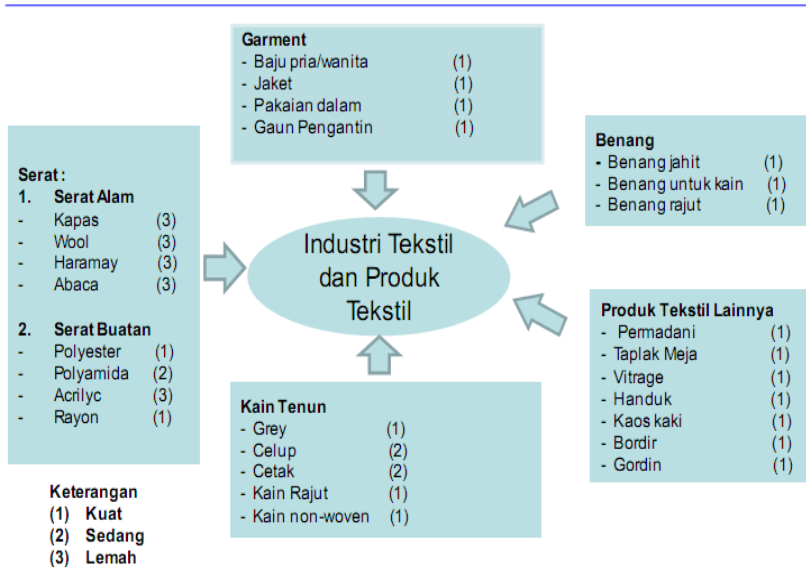 Garment
- Baju pria/wanita (1)
- Jaket (1)
- Pakaian dalam (1)
- Gaun Pengantin (1)
Serat :
1. Serat Alam
- Kapas (3)
- Wool (3)
- Haramay (3)
- Abaca (3)
2. Serat Buatan
- Polyester (1)
- Polyamida (2)
- Acrilyc (3)
- Rayon (1)
Industri Tekstil
dan Produk
Tekstil
Benang
- Benang jahit (1)
- Benang untuk kain (1)
- Benang rajut (1)
Produk Tekstil Lainnya
- Permadani (1)
- Taplak Meja (1)
- Vitrage (1)
- Handuk (1)
- Kaos kaki (1)
- Bordir (1)
- Gordin (1)
Kain Tenun
- Grey (1)
- Celup (2)
- Cetak (2)
- Kain Rajut (1)
- Kain non-woven (1)
Keterangan
(1) Kuat
(2) Sedang
(3) Lemah